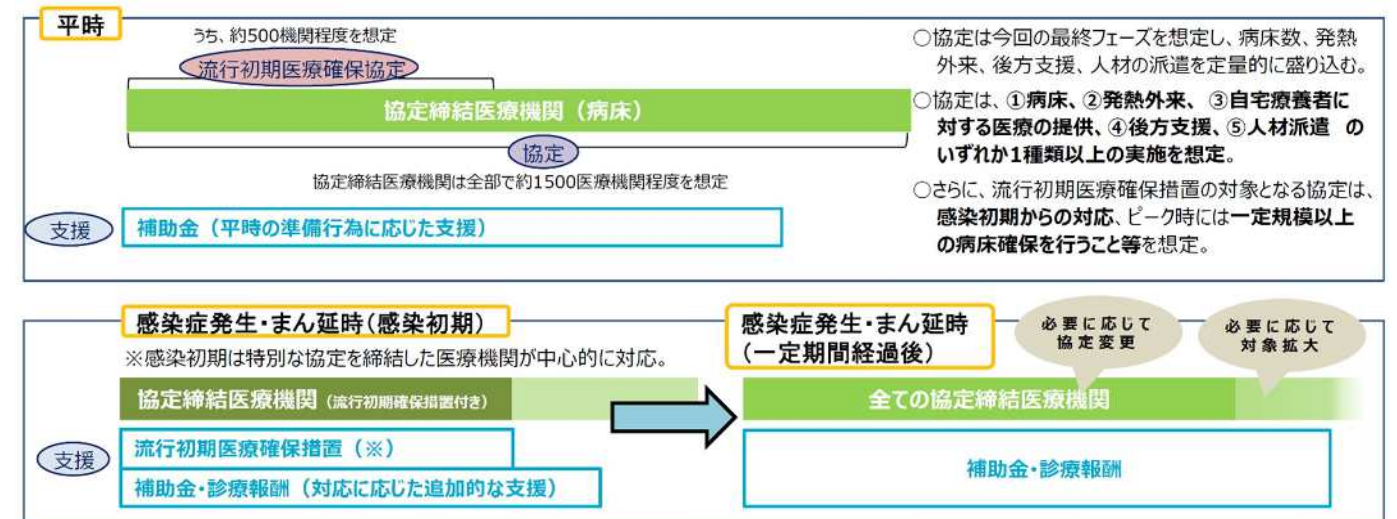 平時
うち、約500機関程度を想定
流行初期医療確保協定
協定締結医療機関（病床）
協定
協定締結医療機関は全部で約1500医療機関程度を想定
支援
補助金（平時の準備行為に応じた支援）
○協定は今回の最終フェーズを想定し、病床数、発熱
外来、後方支援、人材の派遣を定量的に盛り込む。
○協定は、①病床、②発熱外来、③自宅療養者に
対する医療の提供、④後方支援、⑤人材派遣 の
いずれか1種類以上の実施を想定。
○さらに、流行初期医療確保措置の対象となる協定は、
感染初期からの対応、ピーク時には一定規模以上
の病床確保を行うこと等を想定。
感染症発生・まん延時（感染初期）
※感染初期は特別な協定を締結した医療機関が中心的に対応。
協定締結医療機関（流行初期確保措置付き）
支援
流行初期医療確保措置（※）
補助金・診療報酬（対応に応じた追加的な支援）
感染症発生・まん延時
（一定期間経過後）
必要に応じて
協定変更
必要に応じて
対象拡大
全ての協定締結医療機関
補助金・診療報酬